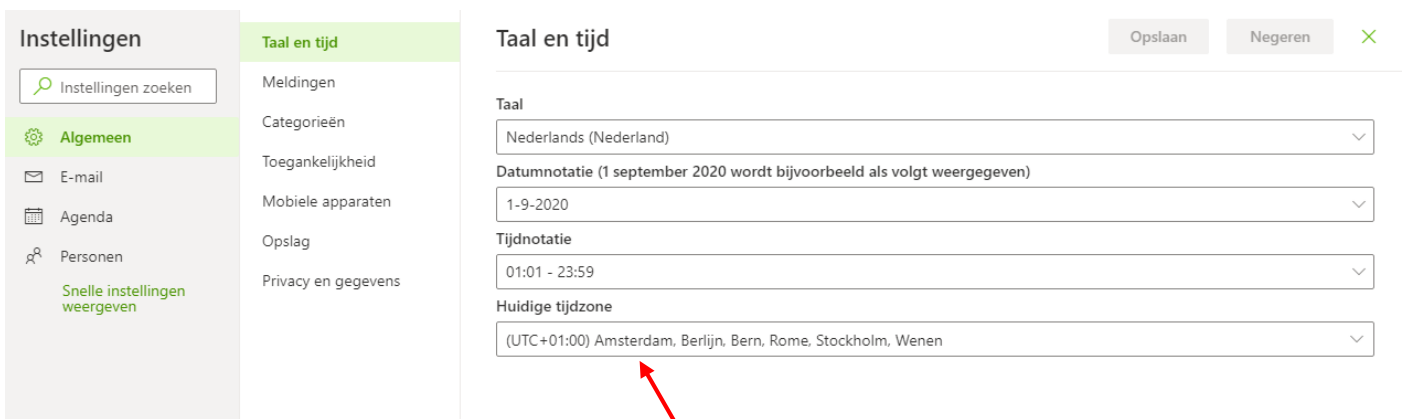 Instellingen
Instellingen zoeken
Algemeen
E-mail
Agenda
Personen
Snelle instellingen
weergeven
Taal en tijd
Meldingen
Categorieën
Toegankelijkheid
Mobiele apparaten
Opslag
Privacy en gegevens
Taal en tijd
Opslaan
Negeren
Taal
Nederlands (Nederland)
Datumnotatie (1 september 2020 wordt bijvoorbeeld als volgt weergegeven)
1-9-2020
Tijdnotatie
01:01 - 23:59
Huidige tijdzone
(UTC+01:00) Amsterdam, Berlijn, Bern, Rome, Stockholm, Wenen